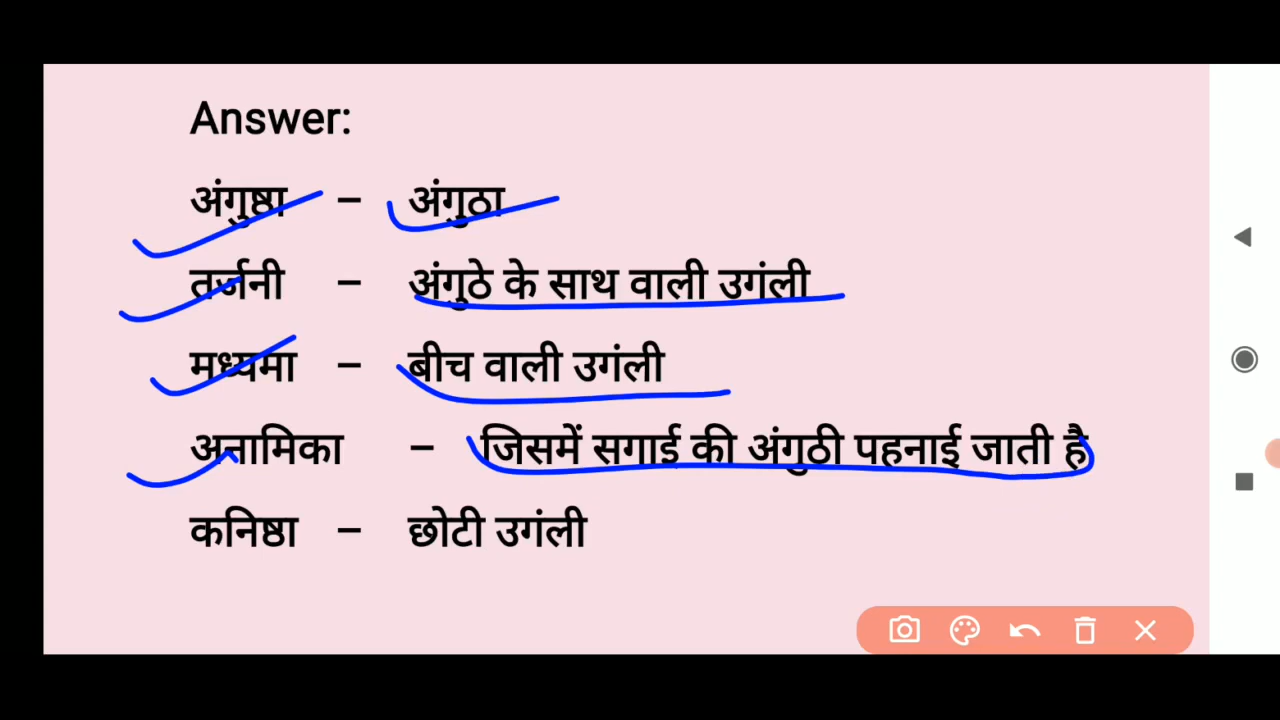 Answer:
अंगुष्ठा – अंगुठा
तर्जनी – अंगुठे के साथ वाली उगंली
मध्यमा – बीच वाली उगंली
अनामिका – जिसमें सगाई की अंगुठी पहनाई जाती है
कनिष्ठा – छोटी उगंली